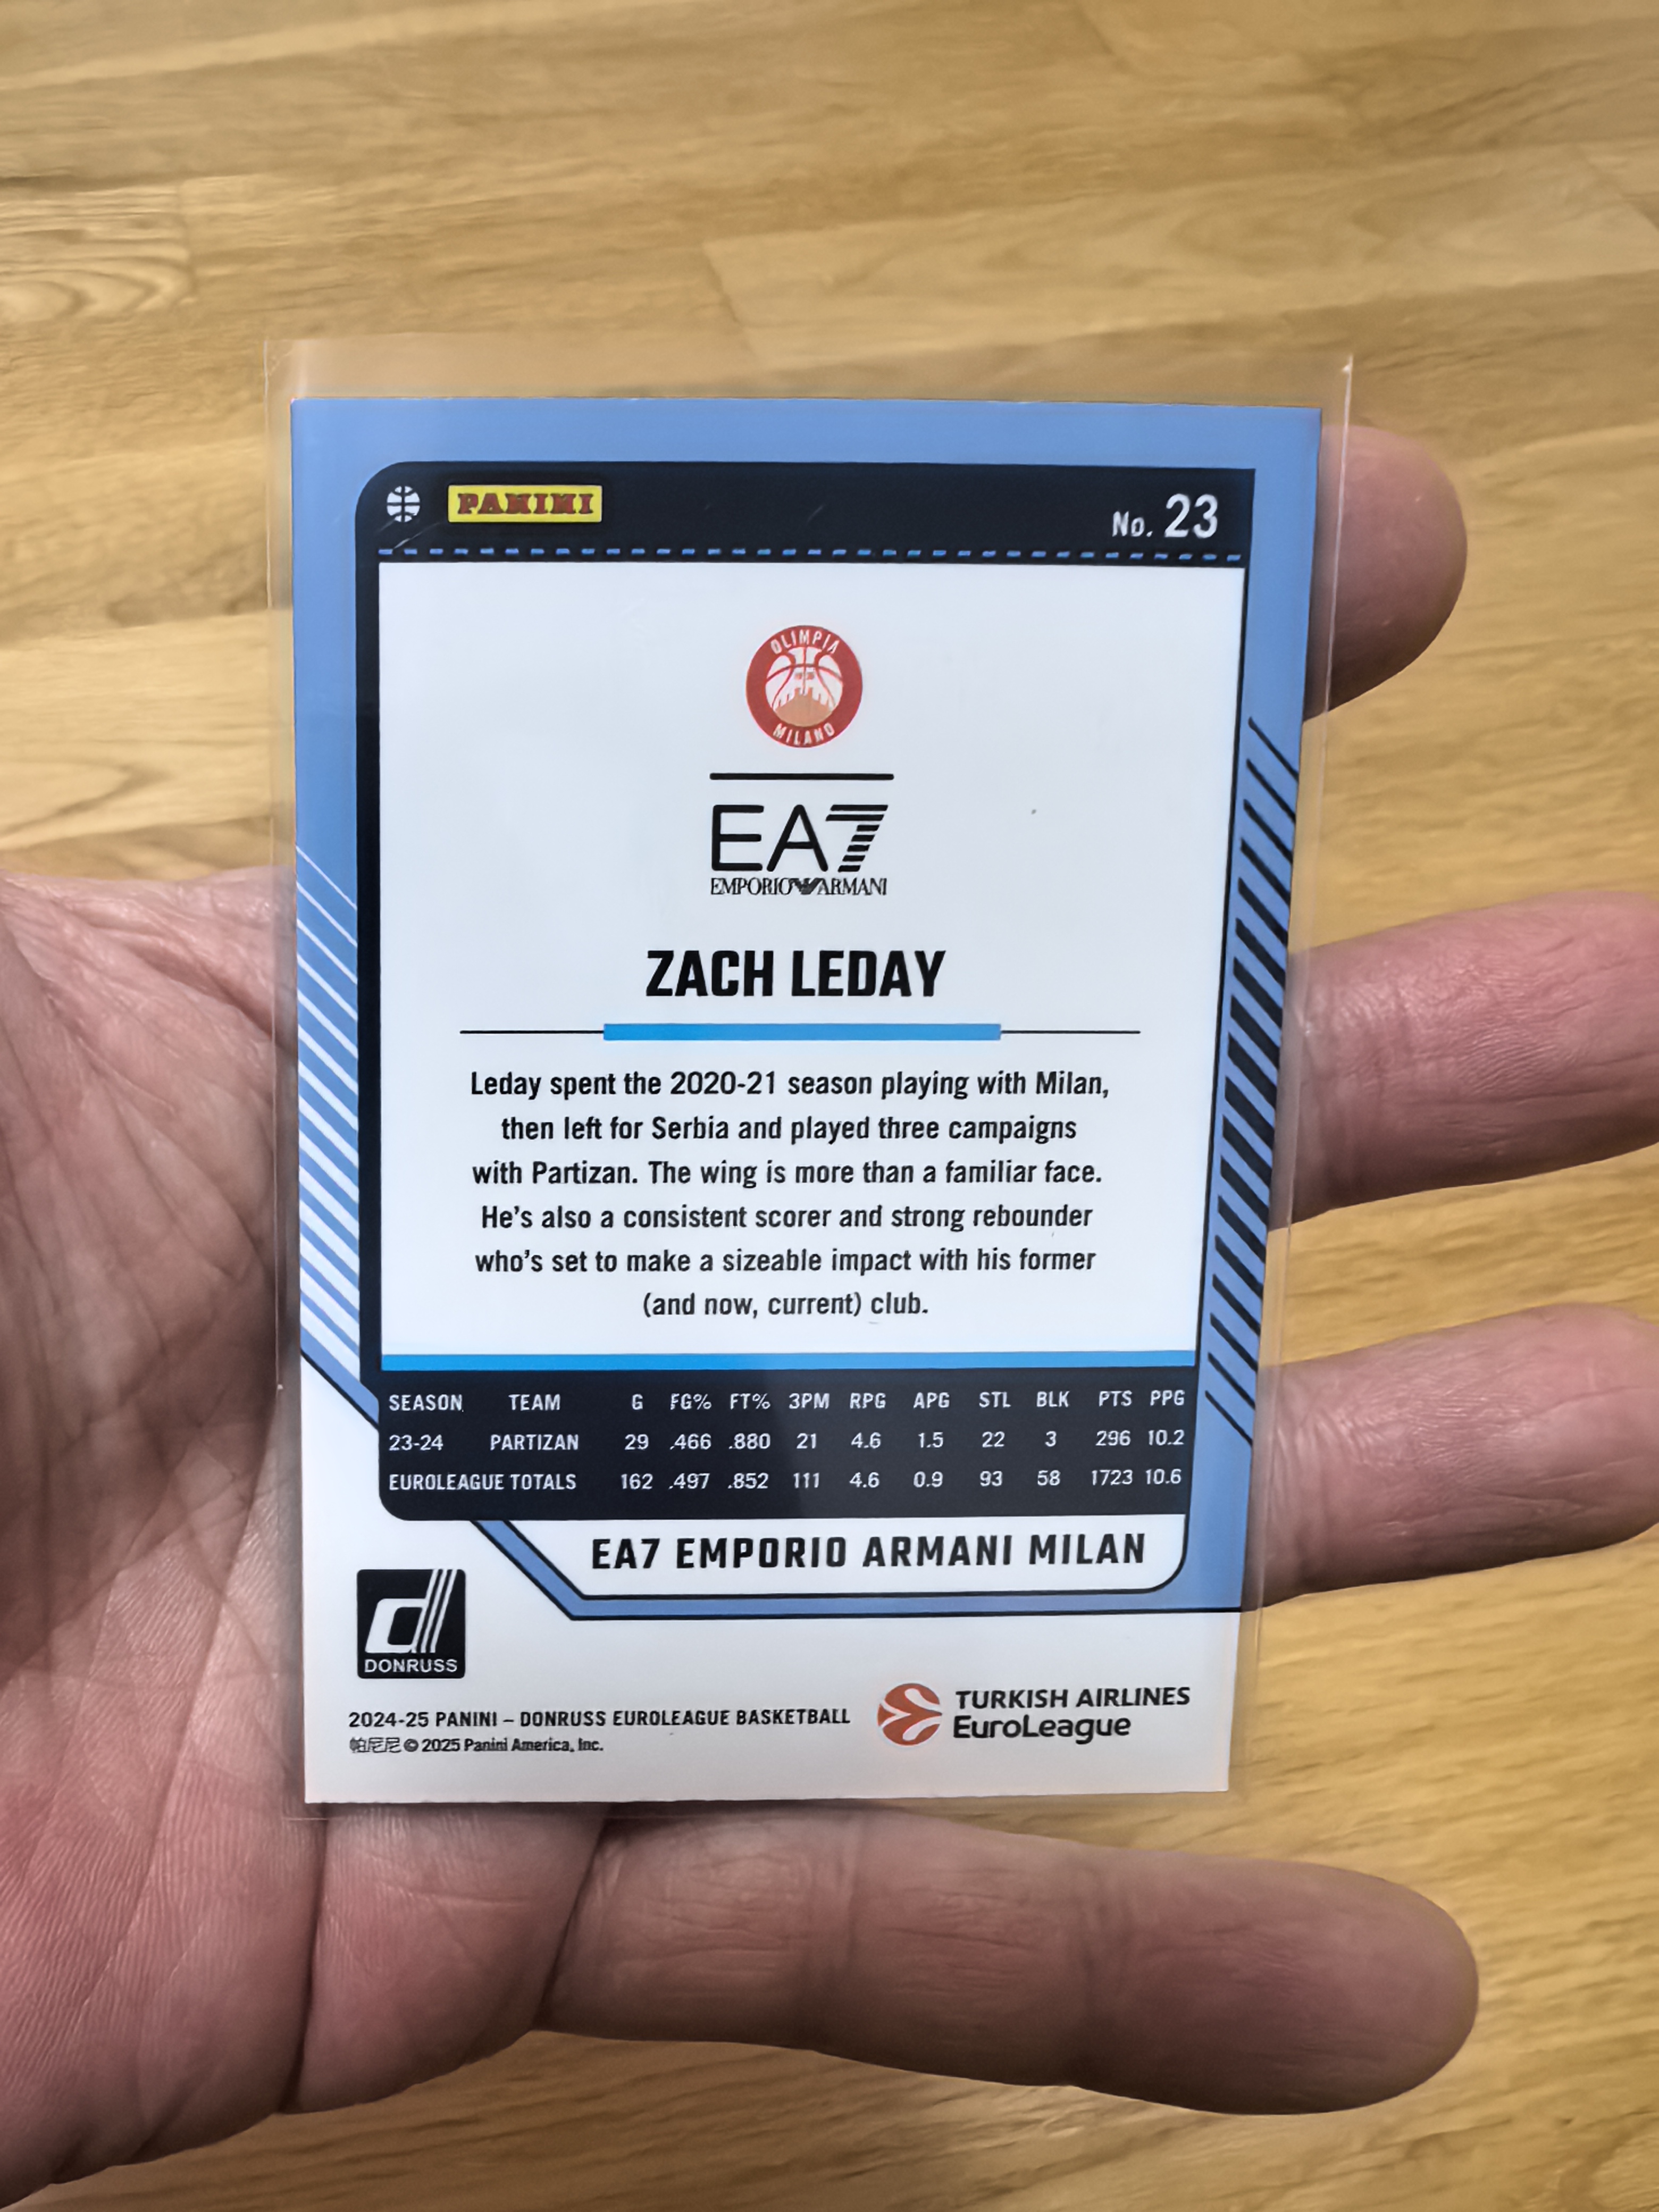 PANINI
No. 23
OLIMPIA
MILANO
EA7
EMPORIO ARMANI
ZACH LEDAY
Leday spent the 2020-21 season playing with Milan,
then left for Serbia and played three campaigns
with Partizan. The wing is more than a familiar face.
He's also a consistent scorer and strong rebounder
who's set to make a sizeable impact with his former
(and now, current) club.
SEASON TEAM G FG% FT% 3PM RPG APG STL BLK PTS PPG
23-24 PARTIZAN 29 .466 .880 21 4.6 1.5 22 3 296 10.2
EUROLEAGUE TOTALS 162 .497 .852 111 4.6 0.9 93 58 1723 10.6
EA7 EMPORIO ARMANI MILAN
d
DONRUSS
2024-25 PANINI – DONRUSS EUROLEAGUE BASKETBALL
帕尼尼 © 2025 Panini America, Inc.
TURKISH AIRLINES
EuroLeague